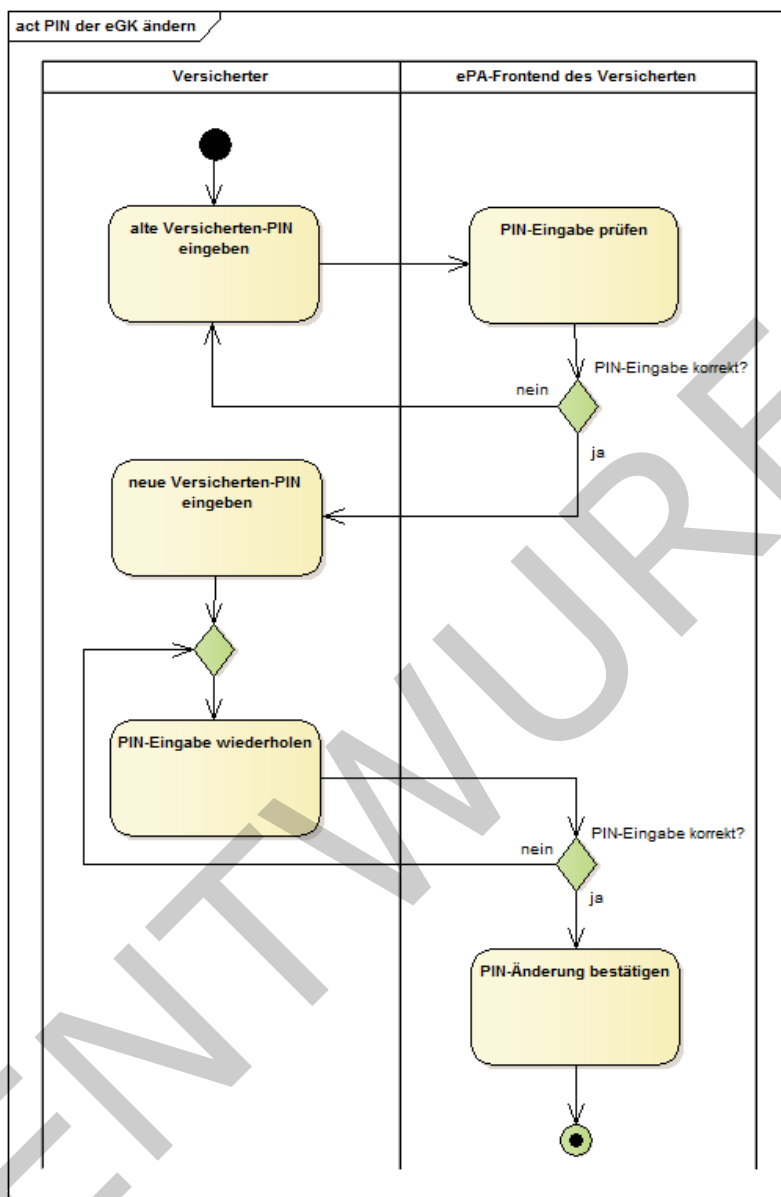 act PIN der eGK ändern
Versicherter
ePA-Frontend des Versicherten
alte Versicherten-PIN
eingeben
PIN-Eingabe prüfen
PIN-Eingabe korrekt?
nein
ja
neue Versicherten-PIN
eingeben
PIN-Eingabe wiederholen
PIN-Eingabe korrekt?
nein
ja
PIN-Änderung bestätigen
ENTWURF